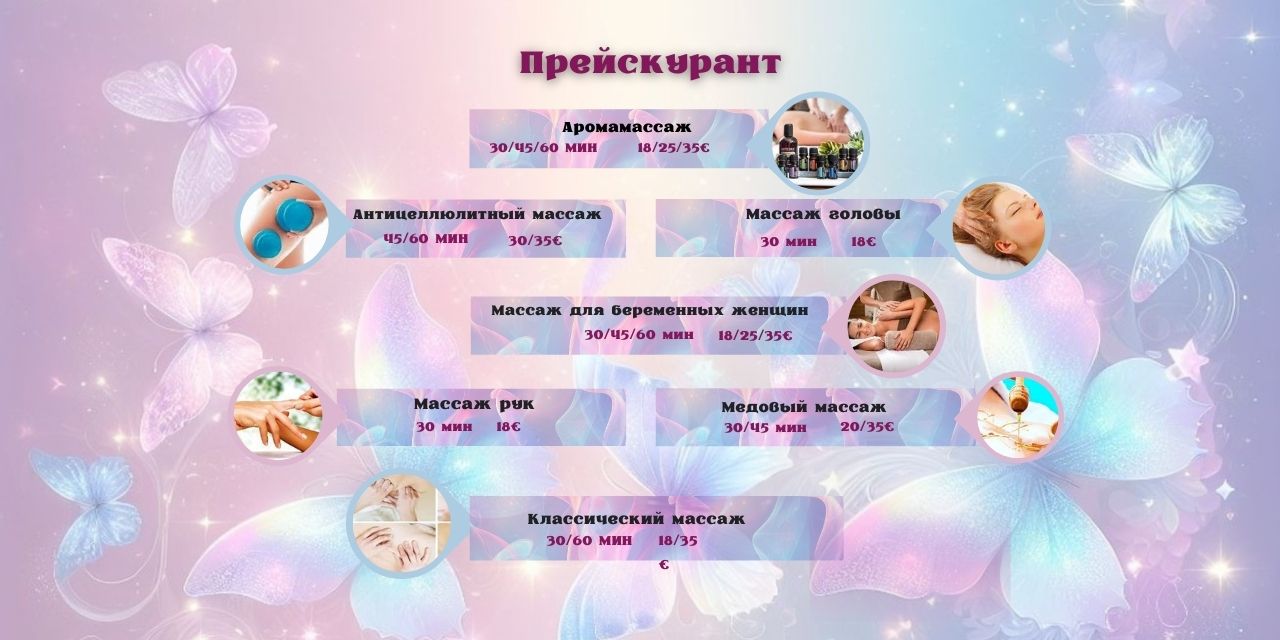 Прейскурант
Аромамассаж
30/45/60 мин 18/25/35€
Антицеллюлитный массаж
45/60 мин 30/35€
Массаж головы
30 мин 18€
Массаж для беременных женщин
30/45/60 мин 18/25/35€
Массаж рук
30 мин 18€
Медовый массаж
30/45 мин 20/35€
Классический массаж
30/60 мин 18/35
€